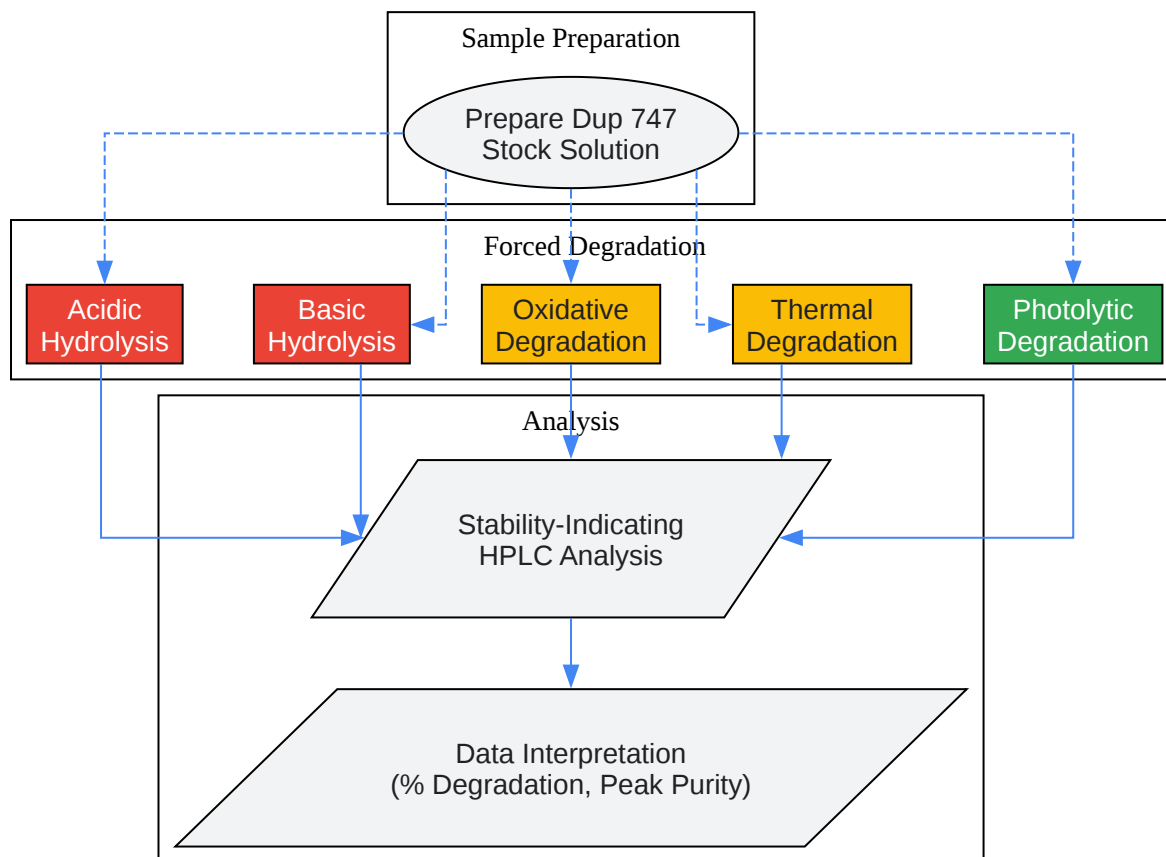 Sample Preparation
Prepare Dup 747
Stock Solution
Forced Degradation
Acidic
Hydrolysis
Basic
Hydrolysis
Oxidative
Degradation
Thermal
Degradation
Photolytic
Degradation
Analysis
Stability-Indicating
HPLC Analysis
Data Interpretation
(% Degradation, Peak Purity)